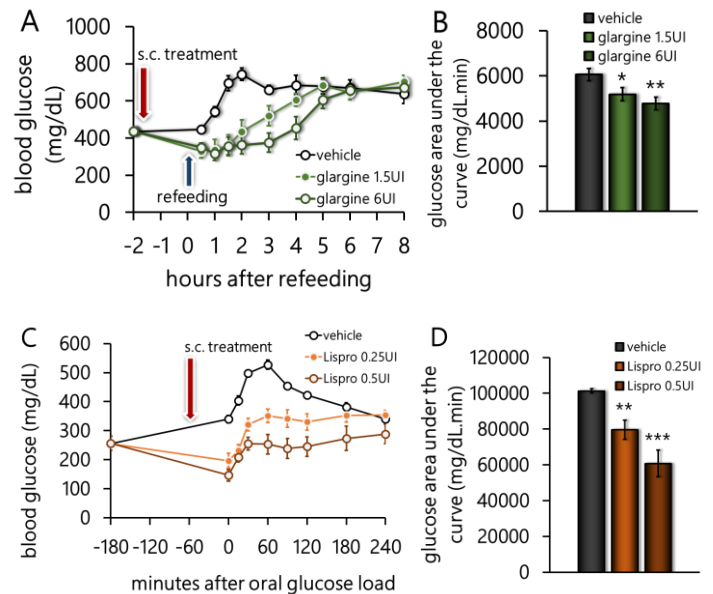 A
s.c. treatment
blood glucose
(mg/dL)
1000
800
600
400
200
0
refeeding
vehicle
glargine 1.5UI
glargine 6UI
-2 -1 0 1 2 3 4 5 6 7 8
hours after refeeding
B
vehicle
glargine 1.5UI
glargine 6UI
glucose area under the
curve (mg/dL.min)
8000
6000
4000
2000
0
*
**
C
s.c. treatment
vehicle
Lispro 0.25UI
Lispro 0.5UI
blood glucose (mg/dL)
600
500
400
300
200
100
0
-180 -120 -60 0 60 120 180 240
minutes after oral glucose load
D
vehicle
Lispro 0.25UI
Lispro 0.5UI
glucose area under the
curve (mg/dL.min)
120000
100000
80000
60000
40000
20000
0
**
***